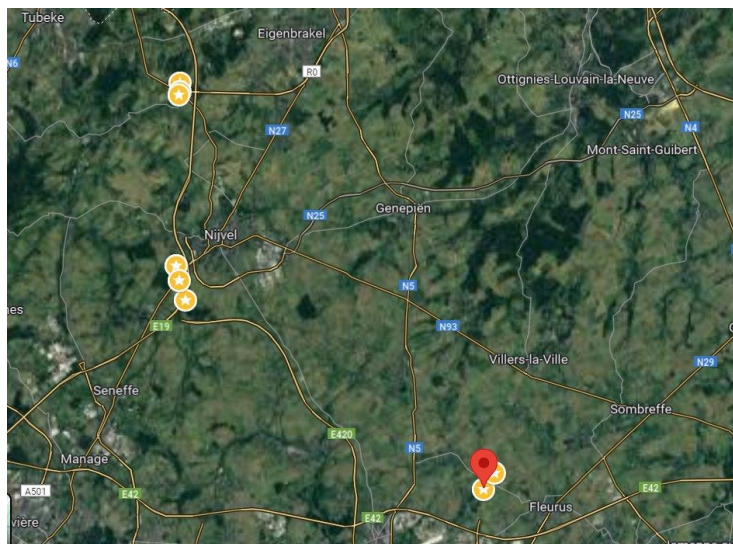 Tubeke
Eigenbrakel
N6
R0
Ottignies-Louvain-la-Neuve
N25
N4
N27
Mont-Saint-Guibert
Genepiën
N25
Nijvel
N5
nes
E19
N93
Villers-la-Ville
N29
Seneffe
Sombreffe
E420
N5
Manage
A501
E42
E42
Fleurus
E42
vière